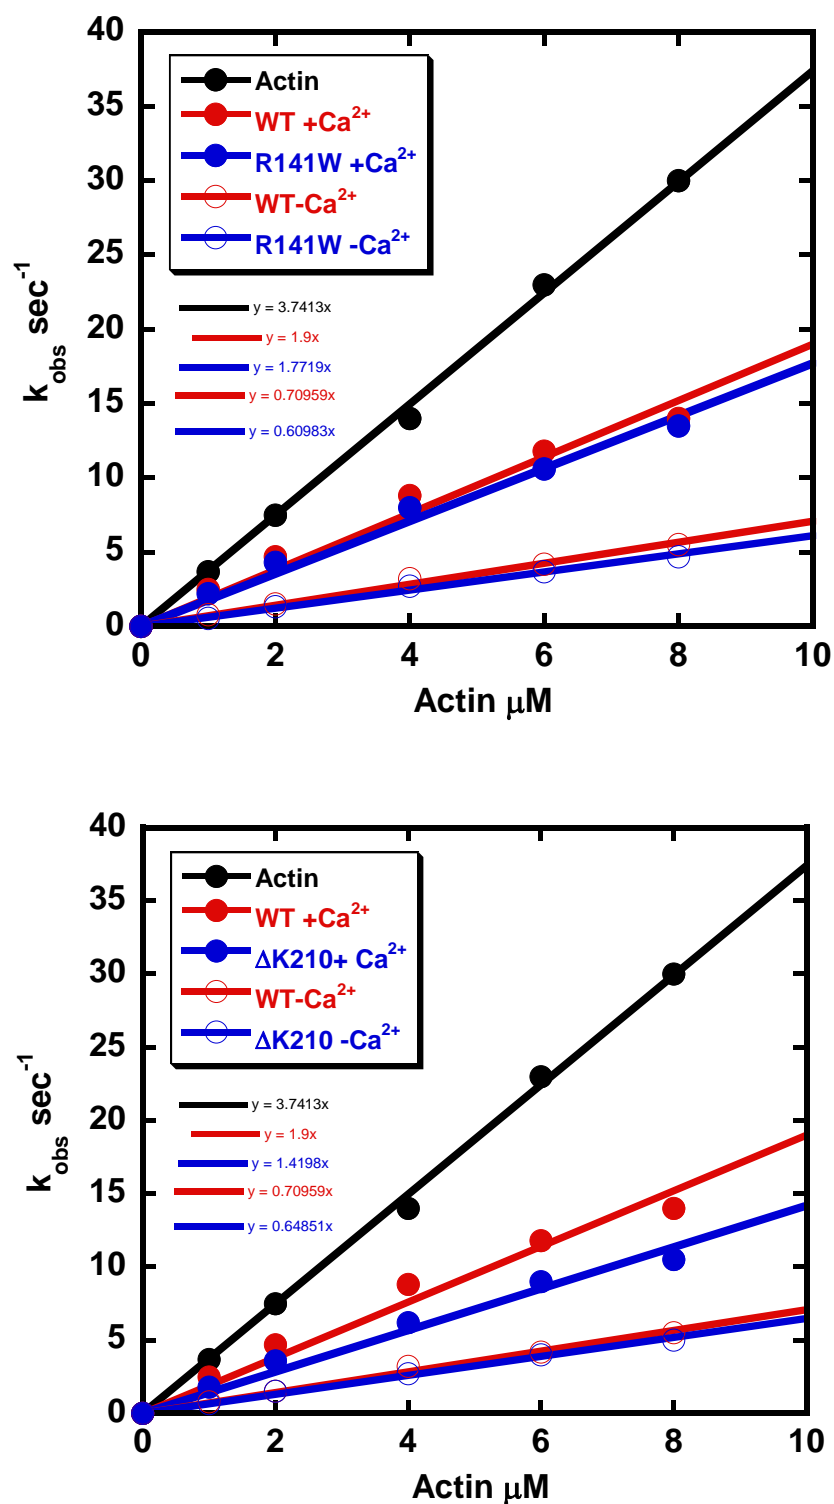 40
35
30
25
20
15
10
5
0
k_obs sec⁻¹
Actin
WT +Ca²⁺
R141W +Ca²⁺
WT-Ca²⁺
R141W -Ca²⁺
y = 3.7413x
y = 1.9x
y = 1.7719x
y = 0.70959x
y = 0.60983x
0 2 4 6 8 10
Actin μM
40
35
30
25
20
15
10
5
0
k_obs sec⁻¹
Actin
WT +Ca²⁺
ΔK210+ Ca²⁺
WT-Ca²⁺
ΔK210 -Ca²⁺
y = 3.7413x
y = 1.9x
y = 1.4198x
y = 0.70959x
y = 0.64851x
0 2 4 6 8 10
Actin μM